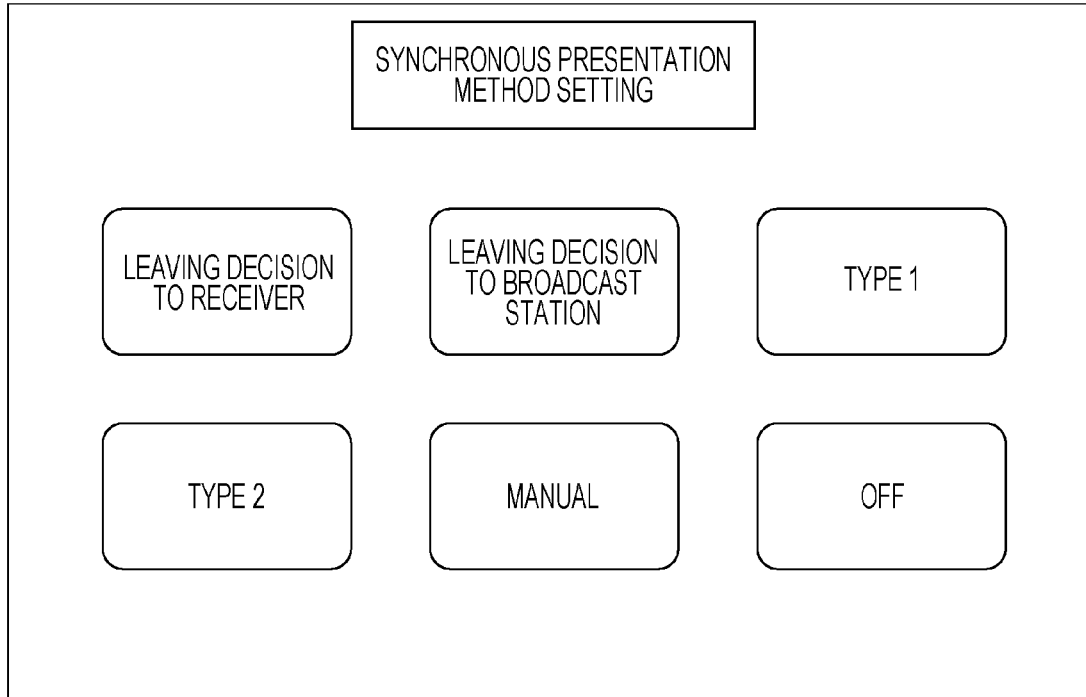 SYNCHRONOUS PRESENTATION
METHOD SETTING
LEAVING DECISION
TO RECEIVER
LEAVING DECISION
TO BROADCAST
STATION
TYPE 1
TYPE 2
MANUAL
OFF